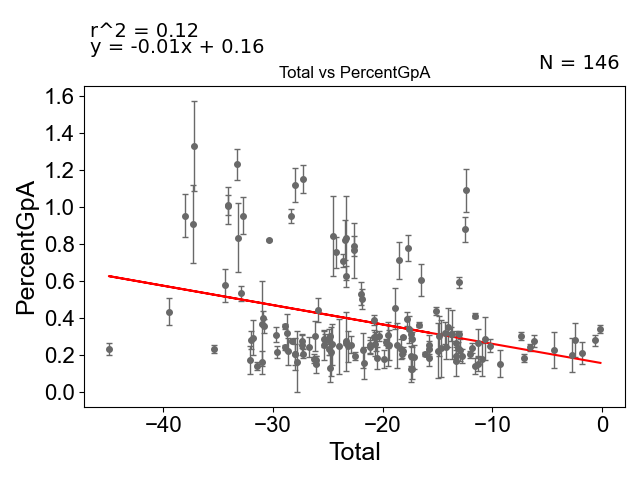 r^2 = 0.12
y = -0.01x + 0.16
N = 146
Total vs PercentGpA
1.6
1.4
1.2
1.0
0.8
0.6
0.4
0.2
0.0
PercentGpA
−40
−30
−20
−10
0
Total